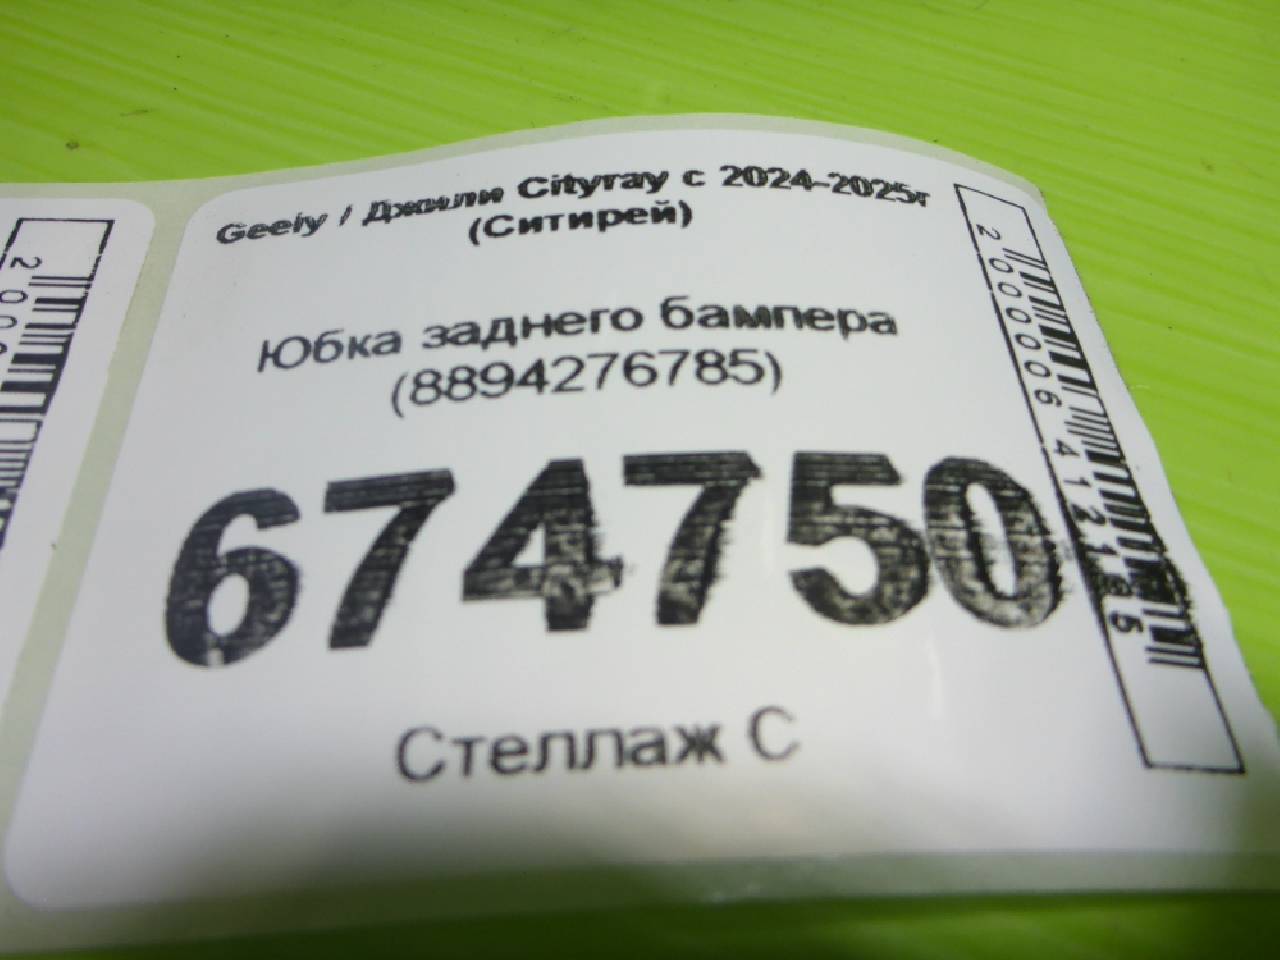 Geely / Джили Cityray с 2024-2025г
(Ситирей)
Юбка заднего бампера
(8894276785)
674750
Стеллаж С